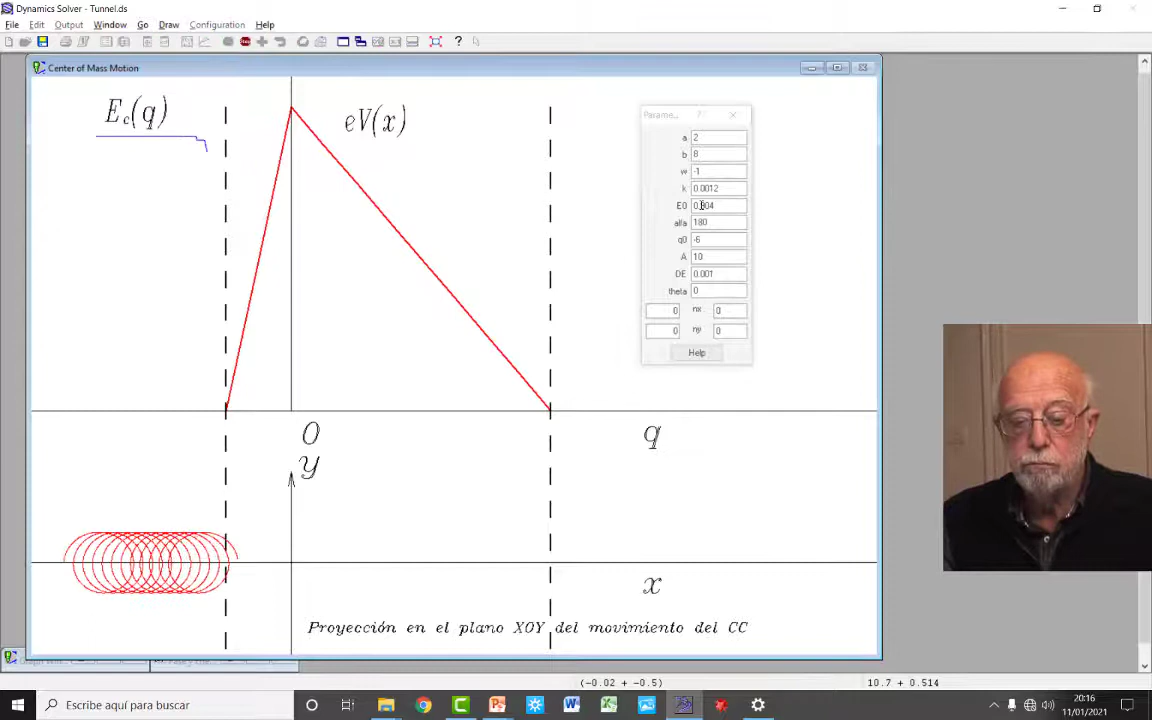 Dynamics Solver - Tunnel.ds
File Edit Output Window Go Draw Configuration Help
Center of Mass Motion
Ec(q)
eV(x)
Parame...
a 2
b 8
w -1
k 0.0012
E0 0.004
alfa 180
q0 -6
A 10
DE 0.001
theta 0
0 nx 0
0 ny 0
Help
O
q
y
x
Proyección en el plano XOY del movimiento del CC
(-0.02 + -0.5)
10.7 + 0.514
Escribe aquí para buscar
20:16
11/01/2021